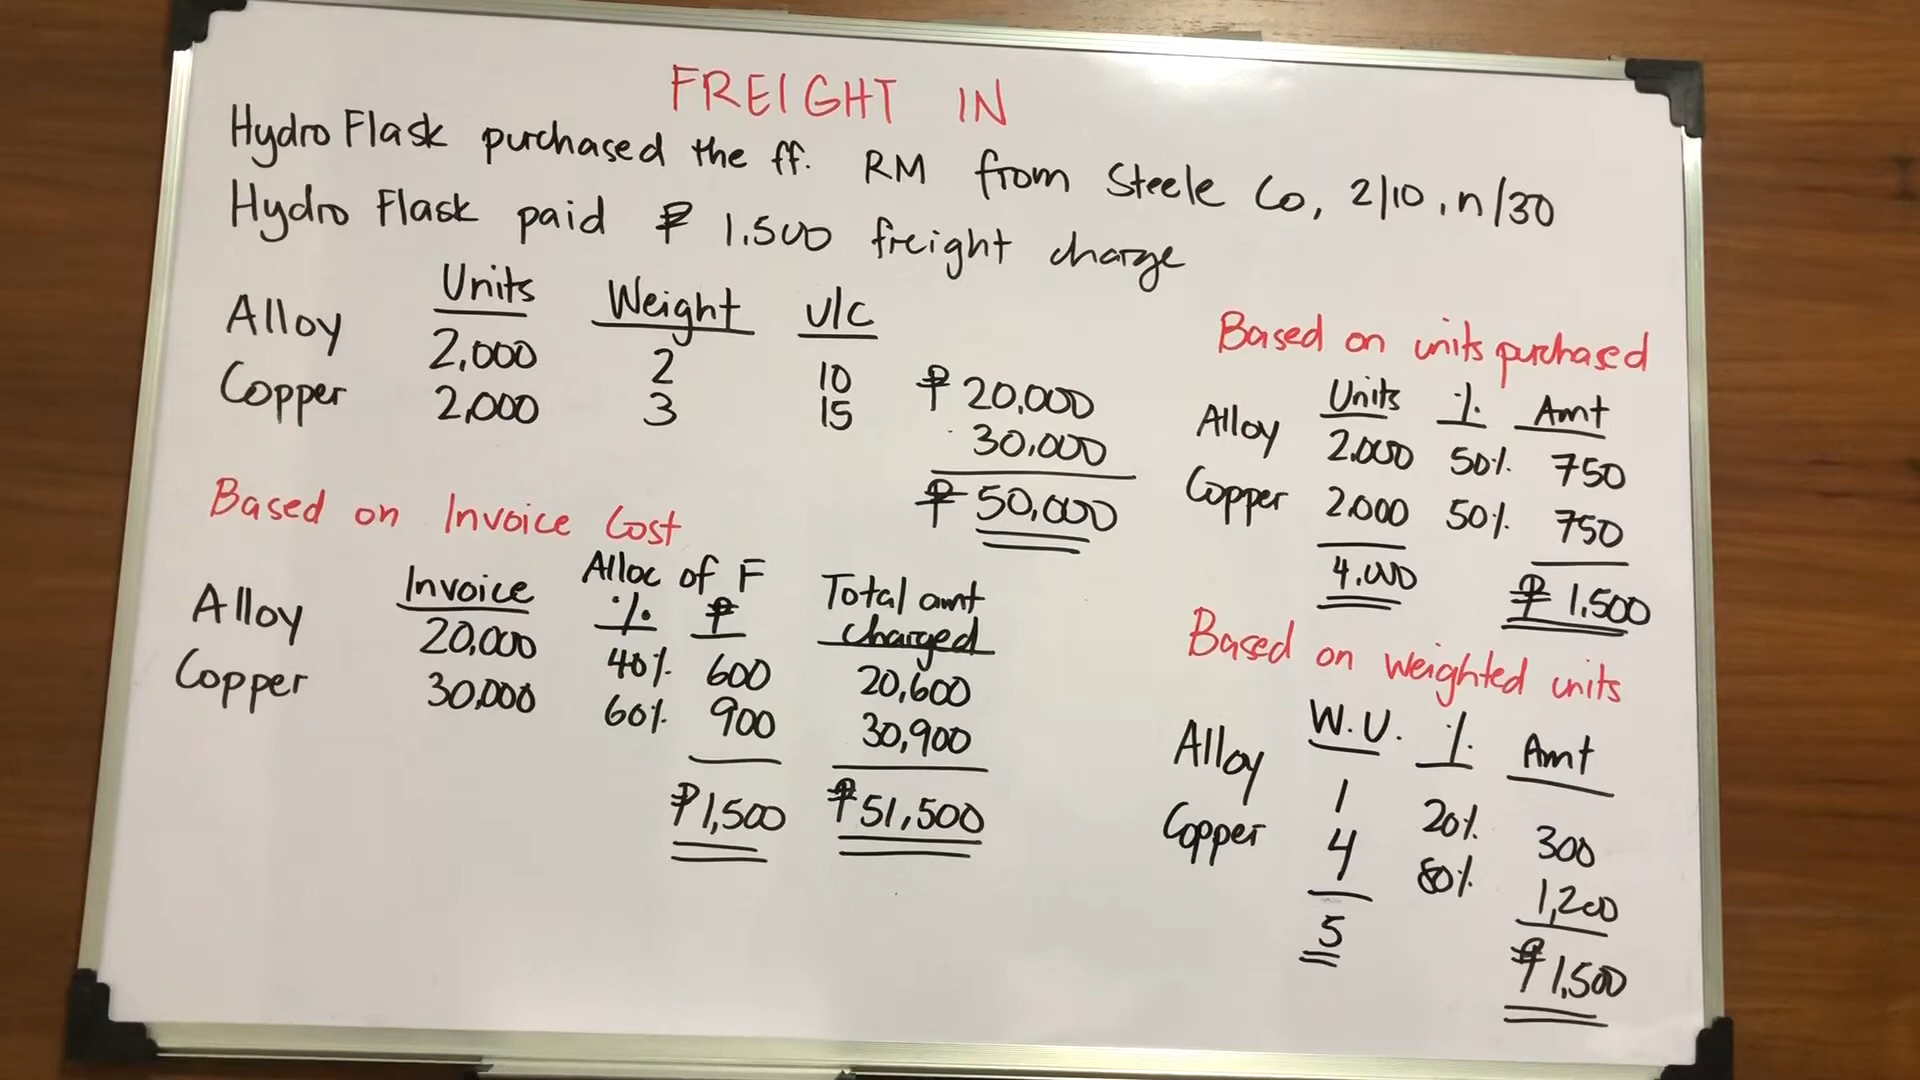 FREIGHT IN
Hydro Flask purchased the ff. RM from Steele Co, 2/10, n/30
Hydro Flask paid ₱ 1.500 freight charge
Units Weight u/c
Alloy 2,000 2 10 ₱ 20,000
Copper 2,000 3 15 30,000
₱ 50,000
Based on Invoice Cost
Alloc of F
Invoice % ₱ Total amt charged
Alloy 20,000 40% 600 20,600
Copper 30,000 60% 900 30,900
₱1,500 ₱51,500
Based on units purchased
Units % Amt
Alloy 2,000 50% 750
Copper 2.000 50% 750
4,000 ₱ 1,500
Based on weighted units
W.U. % Amt
Alloy 1 20% 300
Copper 4 80% 1,200
5 ₱1,500